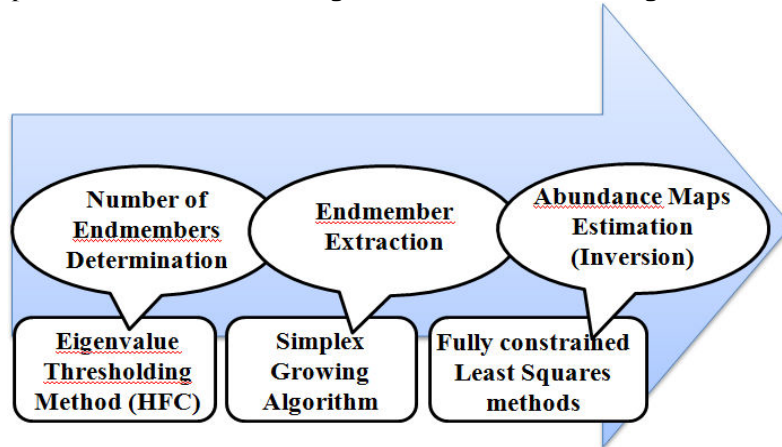 Number of
Endmembers
Determination
Endmember
Extraction
Abundance Maps
Estimation
(Inversion)
Eigenvalue
Thresholding
Method (HFC)
Simplex
Growing
Algorithm
Fully constrained
Least Squares
methods